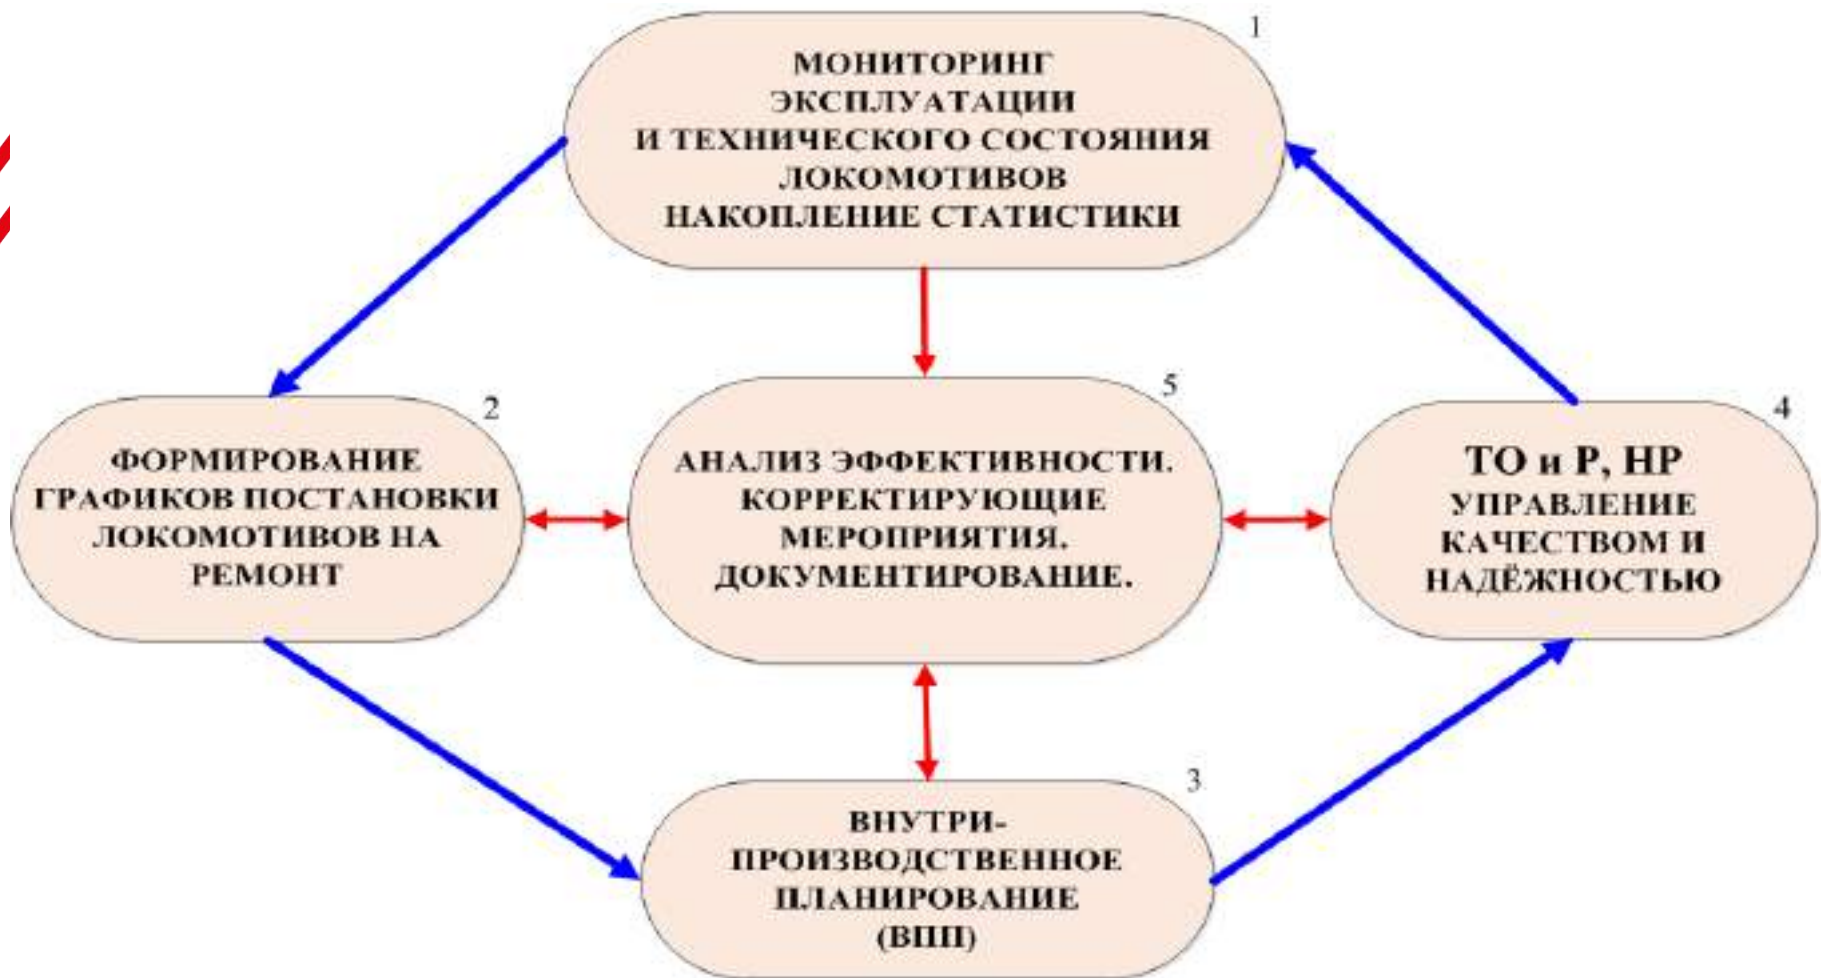 1
МОНИТОРИНГ
ЭКСПЛУАТАЦИИ
И ТЕХНИЧЕСКОГО СОСТОЯНИЯ
ЛОКОМОТИВОВ
НАКОПЛЕНИЕ СТАТИСТИКИ
2
ФОРМИРОВАНИЕ
ГРАФИКОВ ПОСТАНОВКИ
ЛОКОМОТИВОВ НА
РЕМОНТ
5
АНАЛИЗ ЭФФЕКТИВНОСТИ.
КОРРЕКТИРУЮЩИЕ
МЕРОПРИЯТИЯ.
ДОКУМЕНТИРОВАНИЕ.
4
ТО и Р, НР
УПРАВЛЕНИЕ
КАЧЕСТВОМ И
НАДЁЖНОСТЬЮ
3
ВНУТРИ-
ПРОИЗВОДСТВЕННОЕ
ПЛАНИРОВАНИЕ
(ВПП)